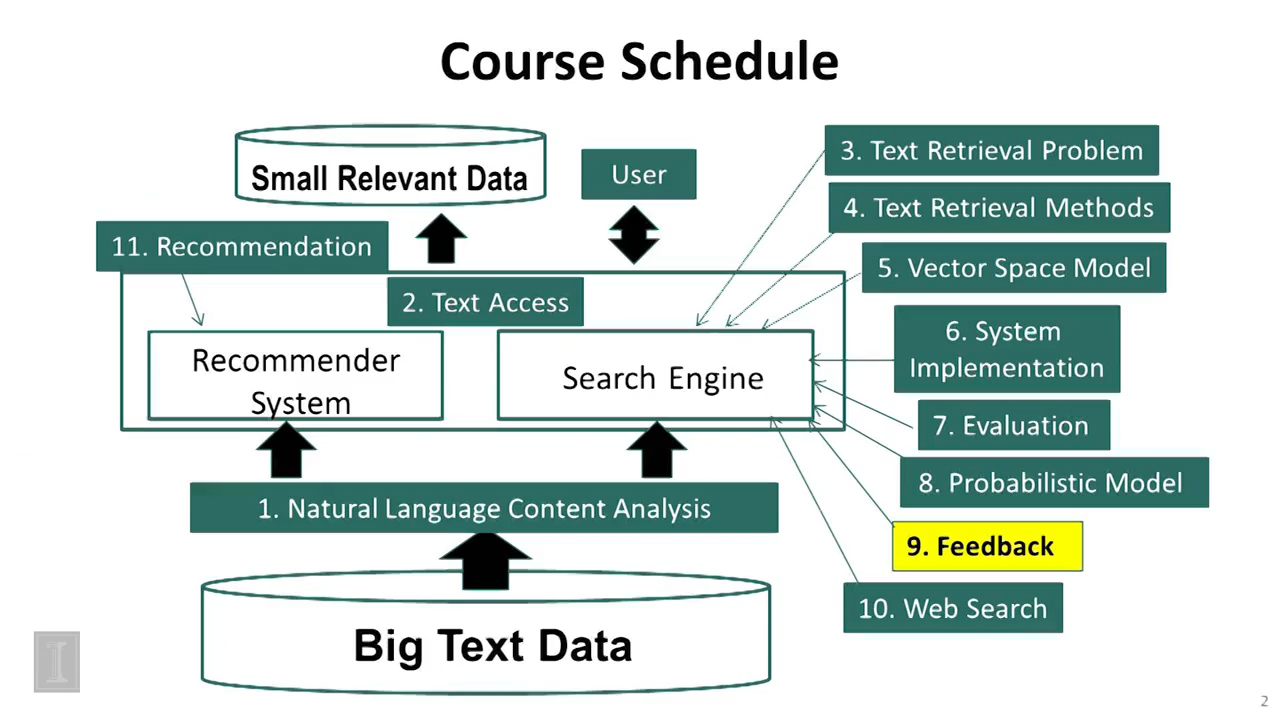 Course Schedule
Small Relevant Data
User
3. Text Retrieval Problem
4. Text Retrieval Methods
11. Recommendation
5. Vector Space Model
2. Text Access
6. System
Implementation
Recommender
System
Search Engine
7. Evaluation
8. Probabilistic Model
1. Natural Language Content Analysis
9. Feedback
10. Web Search
Big Text Data
I
2